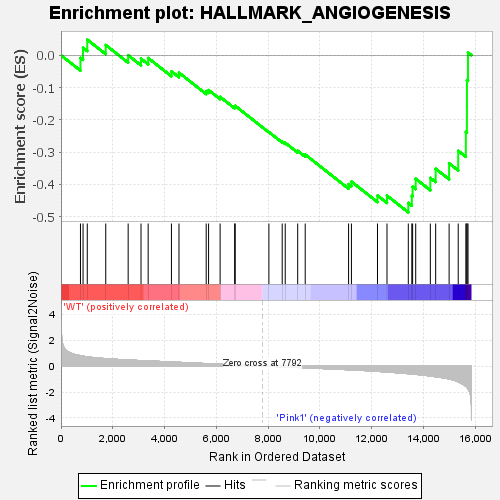 Enrichment plot: HALLMARK_ANGIOGENESIS
Enrichment score (ES)
0.0
-0.1
-0.2
-0.3
-0.4
-0.5
'WT' (positively correlated)
Ranked list metric (Signal2Noise)
4
2
0
-2
-4
Zero cross at 7792
'Pink1' (negatively correlated)
0
2,000
4,000
6,000
8,000
10,000
12,000
14,000
16,000
Rank in Ordered Dataset
Enrichment profile
Hits
Ranking metric scores